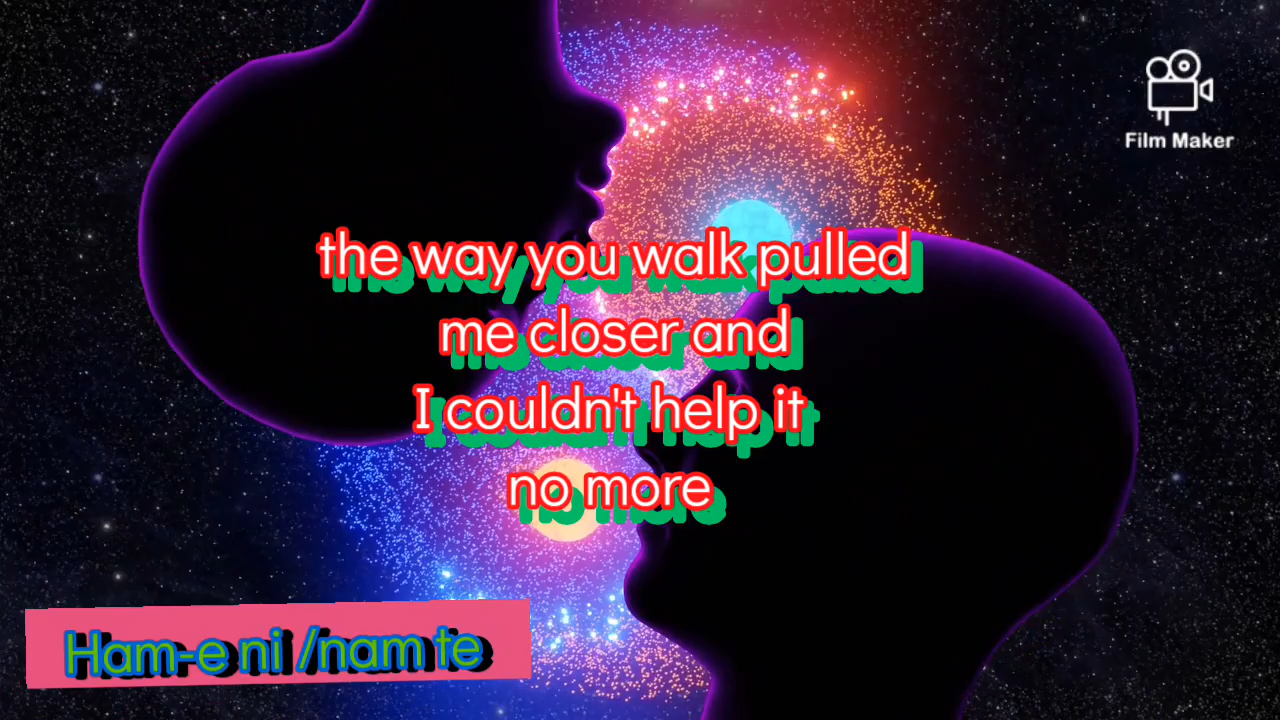 Film Maker
the way you walk pulled
me closer and
I couldn't help it
no more
Ham-e ni /nam te